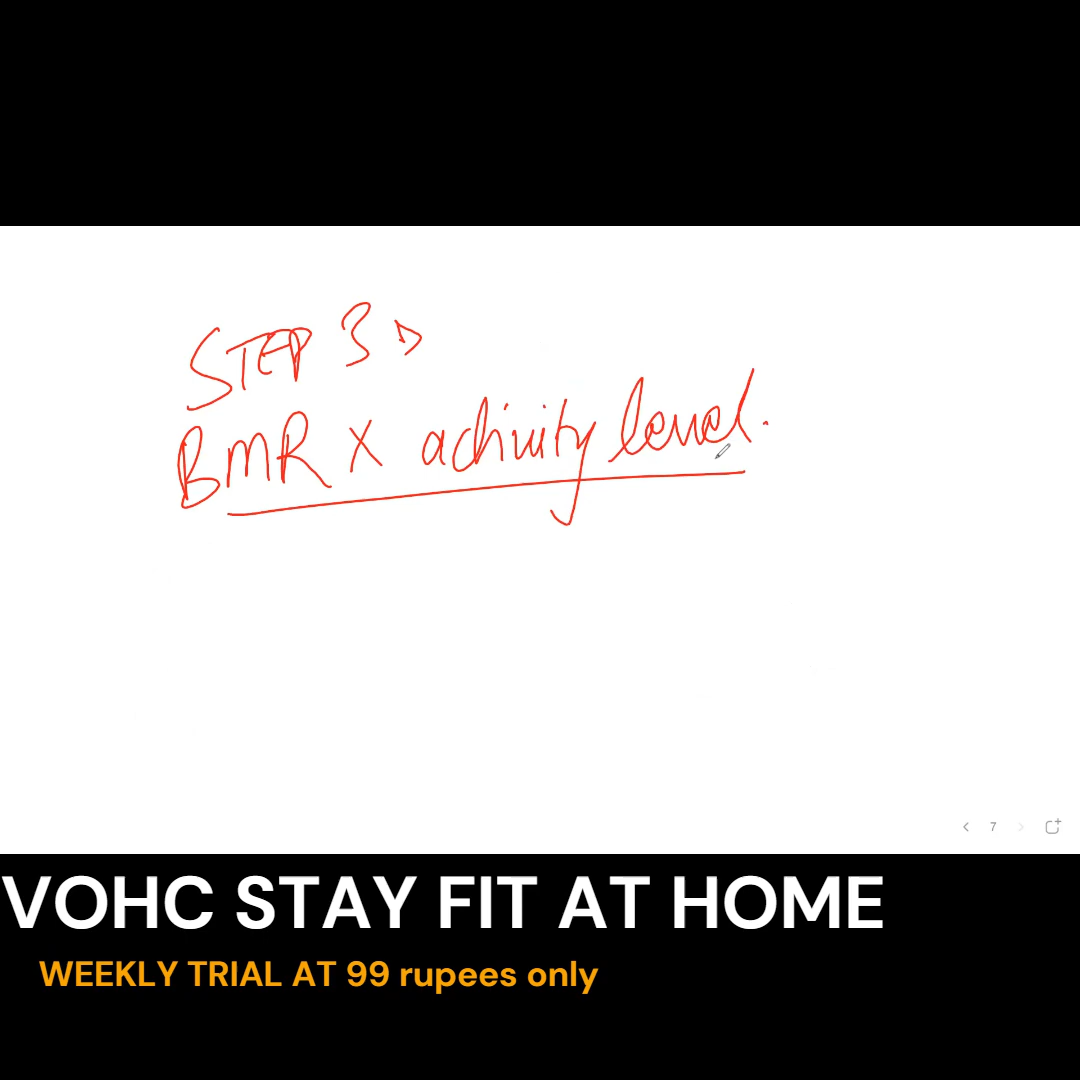 STEP 3
BMR X activity level.
7
VOHC STAY FIT AT HOME
WEEKLY TRIAL AT 99 rupees only